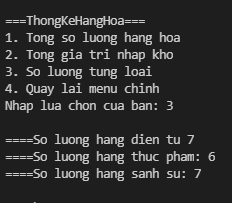 ===ThongKeHangHoa===
1. Tong so luong hang hoa
2. Tong gia tri nhap kho
3. So luong tung loai
4. Quay lai menu chinh
Nhap lua chon cua ban: 3
====So luong hang dien tu 7
====So luong hang thuc pham: 6
====So luong hang sanh su: 7